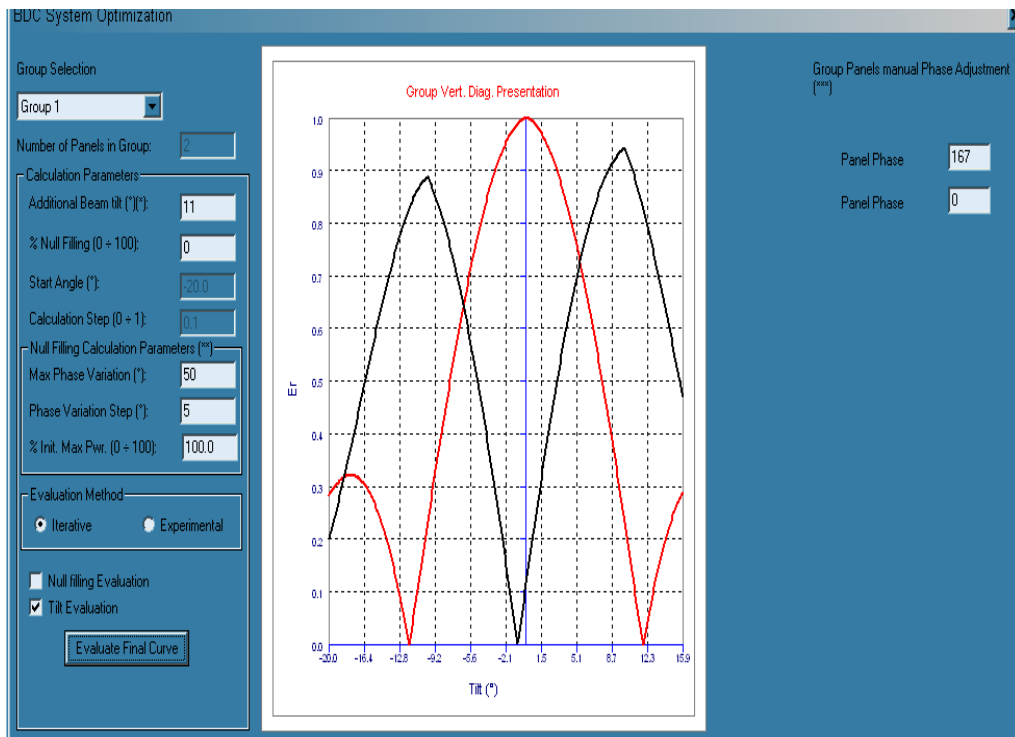 BDC System Optimization
Group Selection
Group 1
Number of Panels in Group: 2
Calculation Parameters
Additional Beam tilt (°)(*): 11
% Null Filling (0 ÷ 100): 0
Start Angle (°): -20.0
Calculation Step (0 ÷ 1): 0.1
Null Filling Calculation Parameters (**)
Max Phase Variation (°): 50
Phase Variation Step (°): 5
% Init. Max Pwr. (0 ÷ 100): 100.0
Evaluation Method
Iterative Experimental
Null filling Evaluation
Tilt Evaluation
Evaluate Final Curve
Group Vert. Diag. Presentation
1.0
0.9
0.8
0.7
0.6
0.5
0.4
0.3
0.2
0.1
0.0
Er
-20.0 -16.4 -12.8 -9.2 -5.6 -2.1 1.5 5.1 8.7 12.3 15.9
Tilt (°)
Group Panels manual Phase Adjustment
(***)
Panel Phase 167
Panel Phase 0